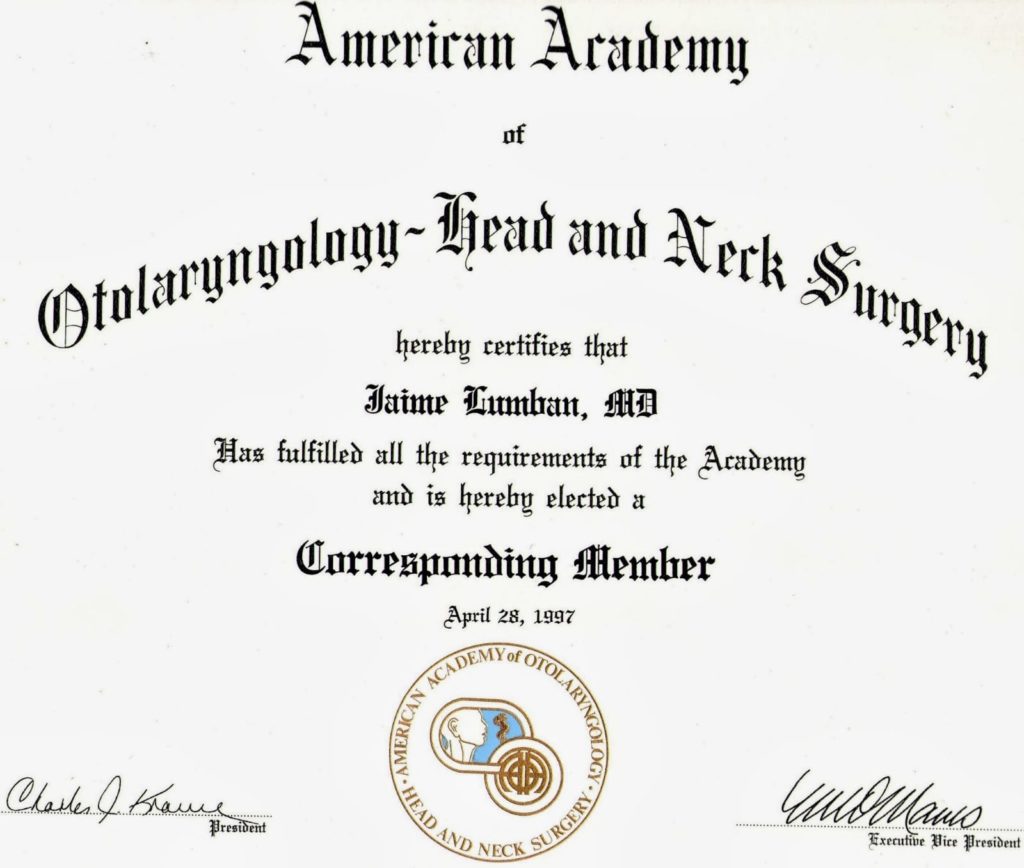 American Academy
of
Otolaryngology-Head and Neck Surgery
hereby certifies that
Jaime Lumban, MD
Has fulfilled all the requirements of the Academy
and is hereby elected a
Corresponding Member
April 28, 1997
AMERICAN ACADEMY of OTOLARYNGOLOGY
• HEAD AND NECK SURGERY •
Charles J. Krause
President
Executive Vice President